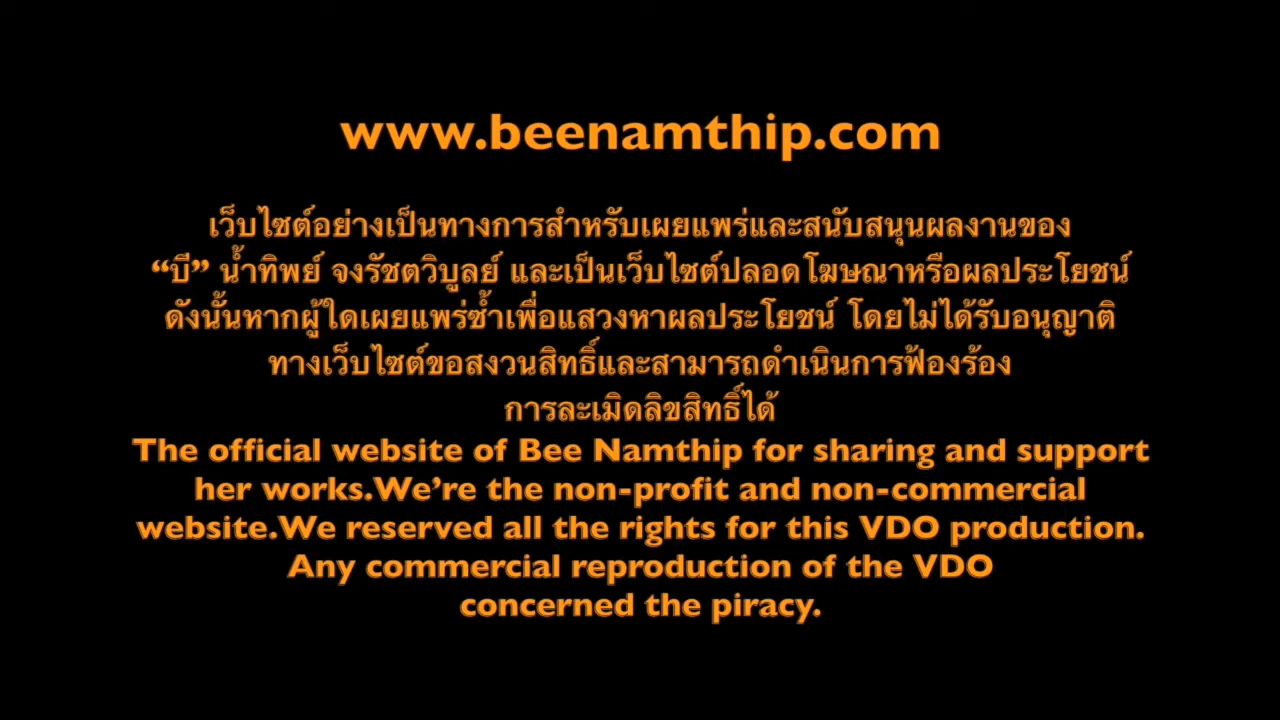 www.beenamthip.com
เว็บไซต์อย่างเป็นทางการสำหรับเผยแพร่และสนับสนุนผลงานของ
“บี” น้ำทิพย์ จงรัชตวิบูลย์ และเป็นเว็บไซต์ปลอดโฆษณาหรือผลประโยชน์
ดังนั้นหากผู้ใดเผยแพร่ซ้ำเพื่อแสวงหาผลประโยชน์ โดยไม่ได้รับอนุญาติ
ทางเว็บไซต์ขอสงวนสิทธิ์และสามารถดำเนินการฟ้องร้อง
การละเมิดลิขสิทธิ์ได้
The official website of Bee Namthip for sharing and support
her works.We’re the non-profit and non-commercial
website.We reserved all the rights for this VDO production.
Any commercial reproduction of the VDO
concerned the piracy.